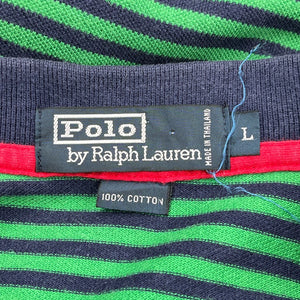 Polo
by Ralph Lauren
MADE IN THAILAND
L
100% COTTON